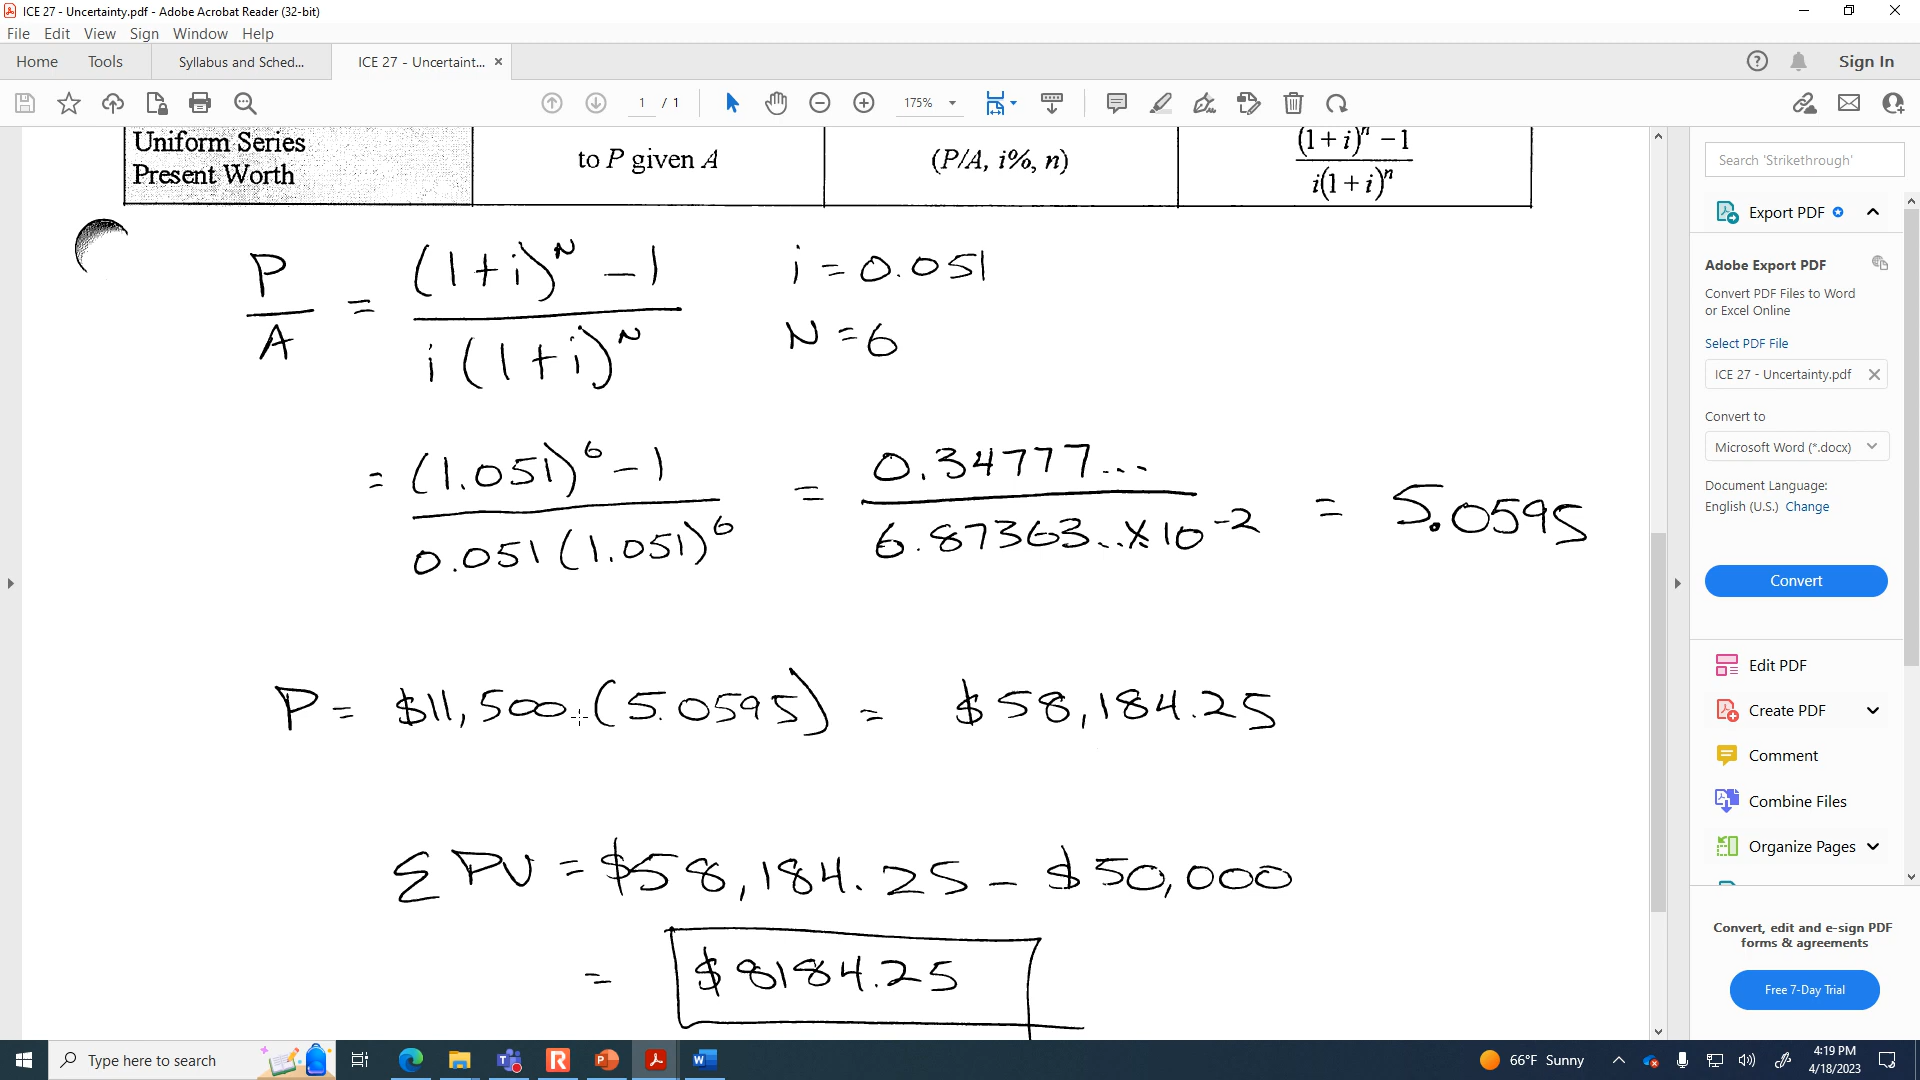 ICE 27 - Uncertainty.pdf - Adobe Acrobat Reader (32-bit)
File Edit View Sign Window Help
Home Tools Syllabus and Sched... ICE 27 - Uncertaint... × Sign In
1 / 1 175%
Uniform Series
Present Worth
to P given A
(P/A, i%, n)
(1 + i)^n − 1
i(1 + i)^n
P/A = ((1+i)^N − 1) / (i(1+i)^N)
i = 0.051
N = 6
= ((1.051)^6 − 1) / (0.051(1.051)^6) = 0.34777... / 6.87363...×10^-2 = 5.0595
P = $11,500 (5.0595) = $58,184.25
Σ PV = $58,184.25 − $50,000
= $8184.25
Search 'Strikethrough'
Export PDF
Adobe Export PDF
Convert PDF Files to Word
or Excel Online
Select PDF File
ICE 27 - Uncertainty.pdf
Convert to
Microsoft Word (*.docx)
Document Language:
English (U.S.) Change
Convert
Edit PDF
Create PDF
Comment
Combine Files
Organize Pages
Convert, edit and e-sign PDF
forms & agreements
Free 7-Day Trial
Type here to search
66°F Sunny
4:19 PM
4/18/2023